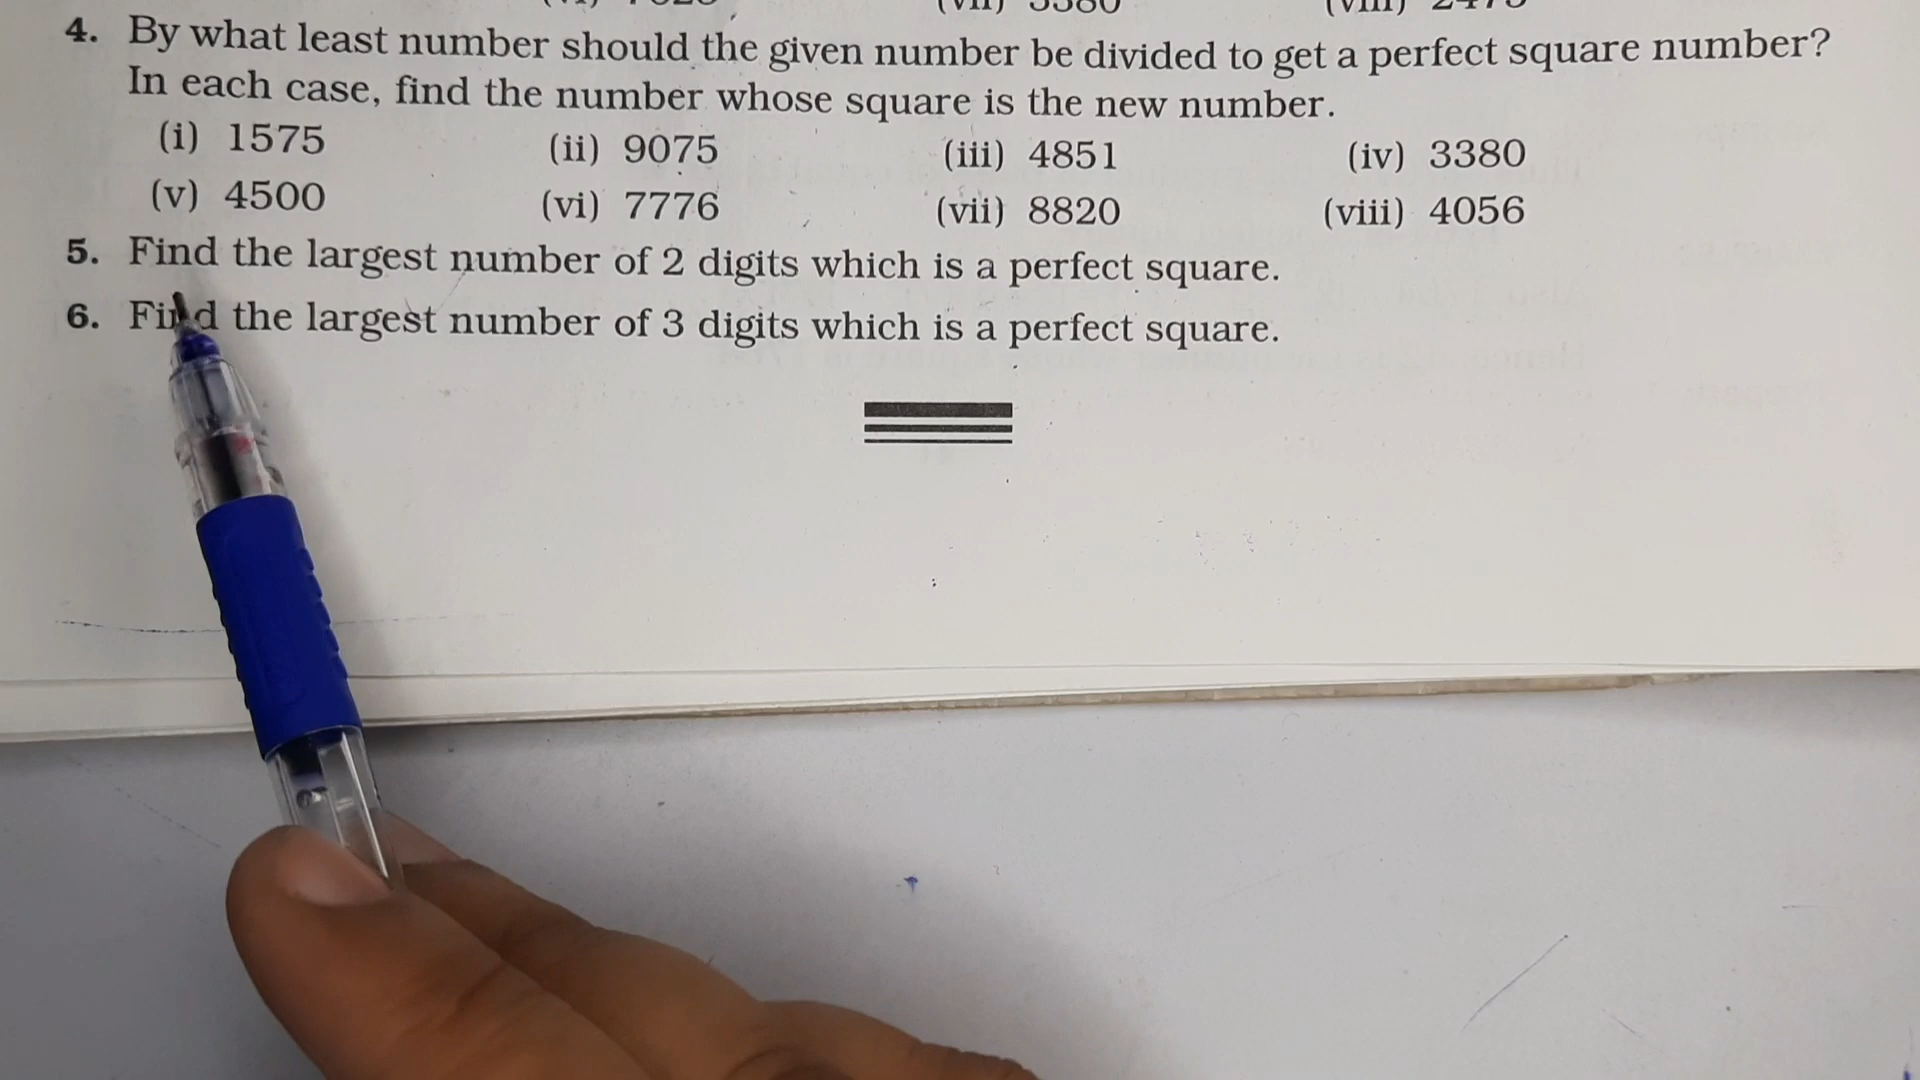 4. By what least number should the given number be divided to get a perfect square number?
In each case, find the number whose square is the new number.
(i) 1575 (ii) 9075 (iii) 4851 (iv) 3380
(v) 4500 (vi) 7776 (vii) 8820 (viii) 4056
5. Find the largest number of 2 digits which is a perfect square.
6. Find the largest number of 3 digits which is a perfect square.